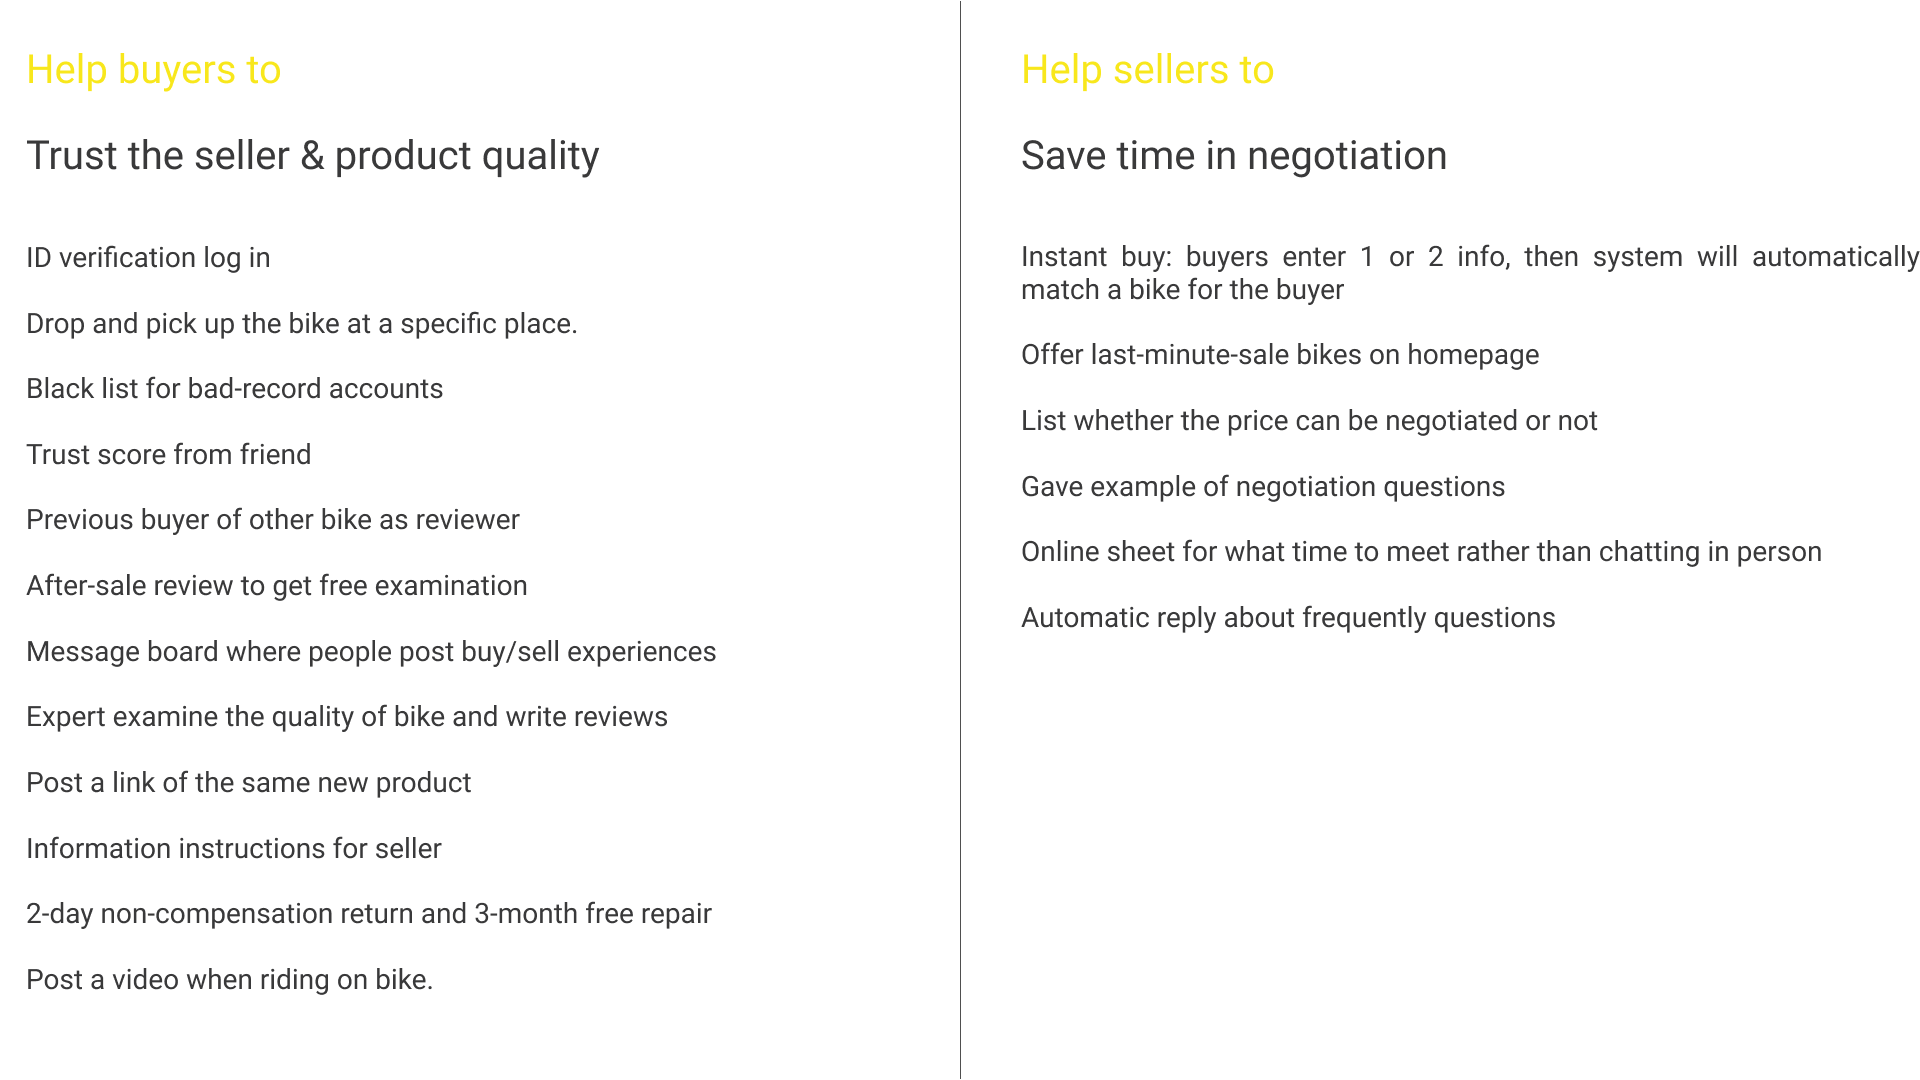 Help buyers to
Trust the seller & product quality
ID verification log in
Drop and pick up the bike at a specific place.
Black list for bad-record accounts
Trust score from friend
Previous buyer of other bike as reviewer
After-sale review to get free examination
Message board where people post buy/sell experiences
Expert examine the quality of bike and write reviews
Post a link of the same new product
Information instructions for seller
2-day non-compensation return and 3-month free repair
Post a video when riding on bike.
Help sellers to
Save time in negotiation
Instant buy: buyers enter 1 or 2 info, then system will automatically
match a bike for the buyer
Offer last-minute-sale bikes on homepage
List whether the price can be negotiated or not
Gave example of negotiation questions
Online sheet for what time to meet rather than chatting in person
Automatic reply about frequently questions